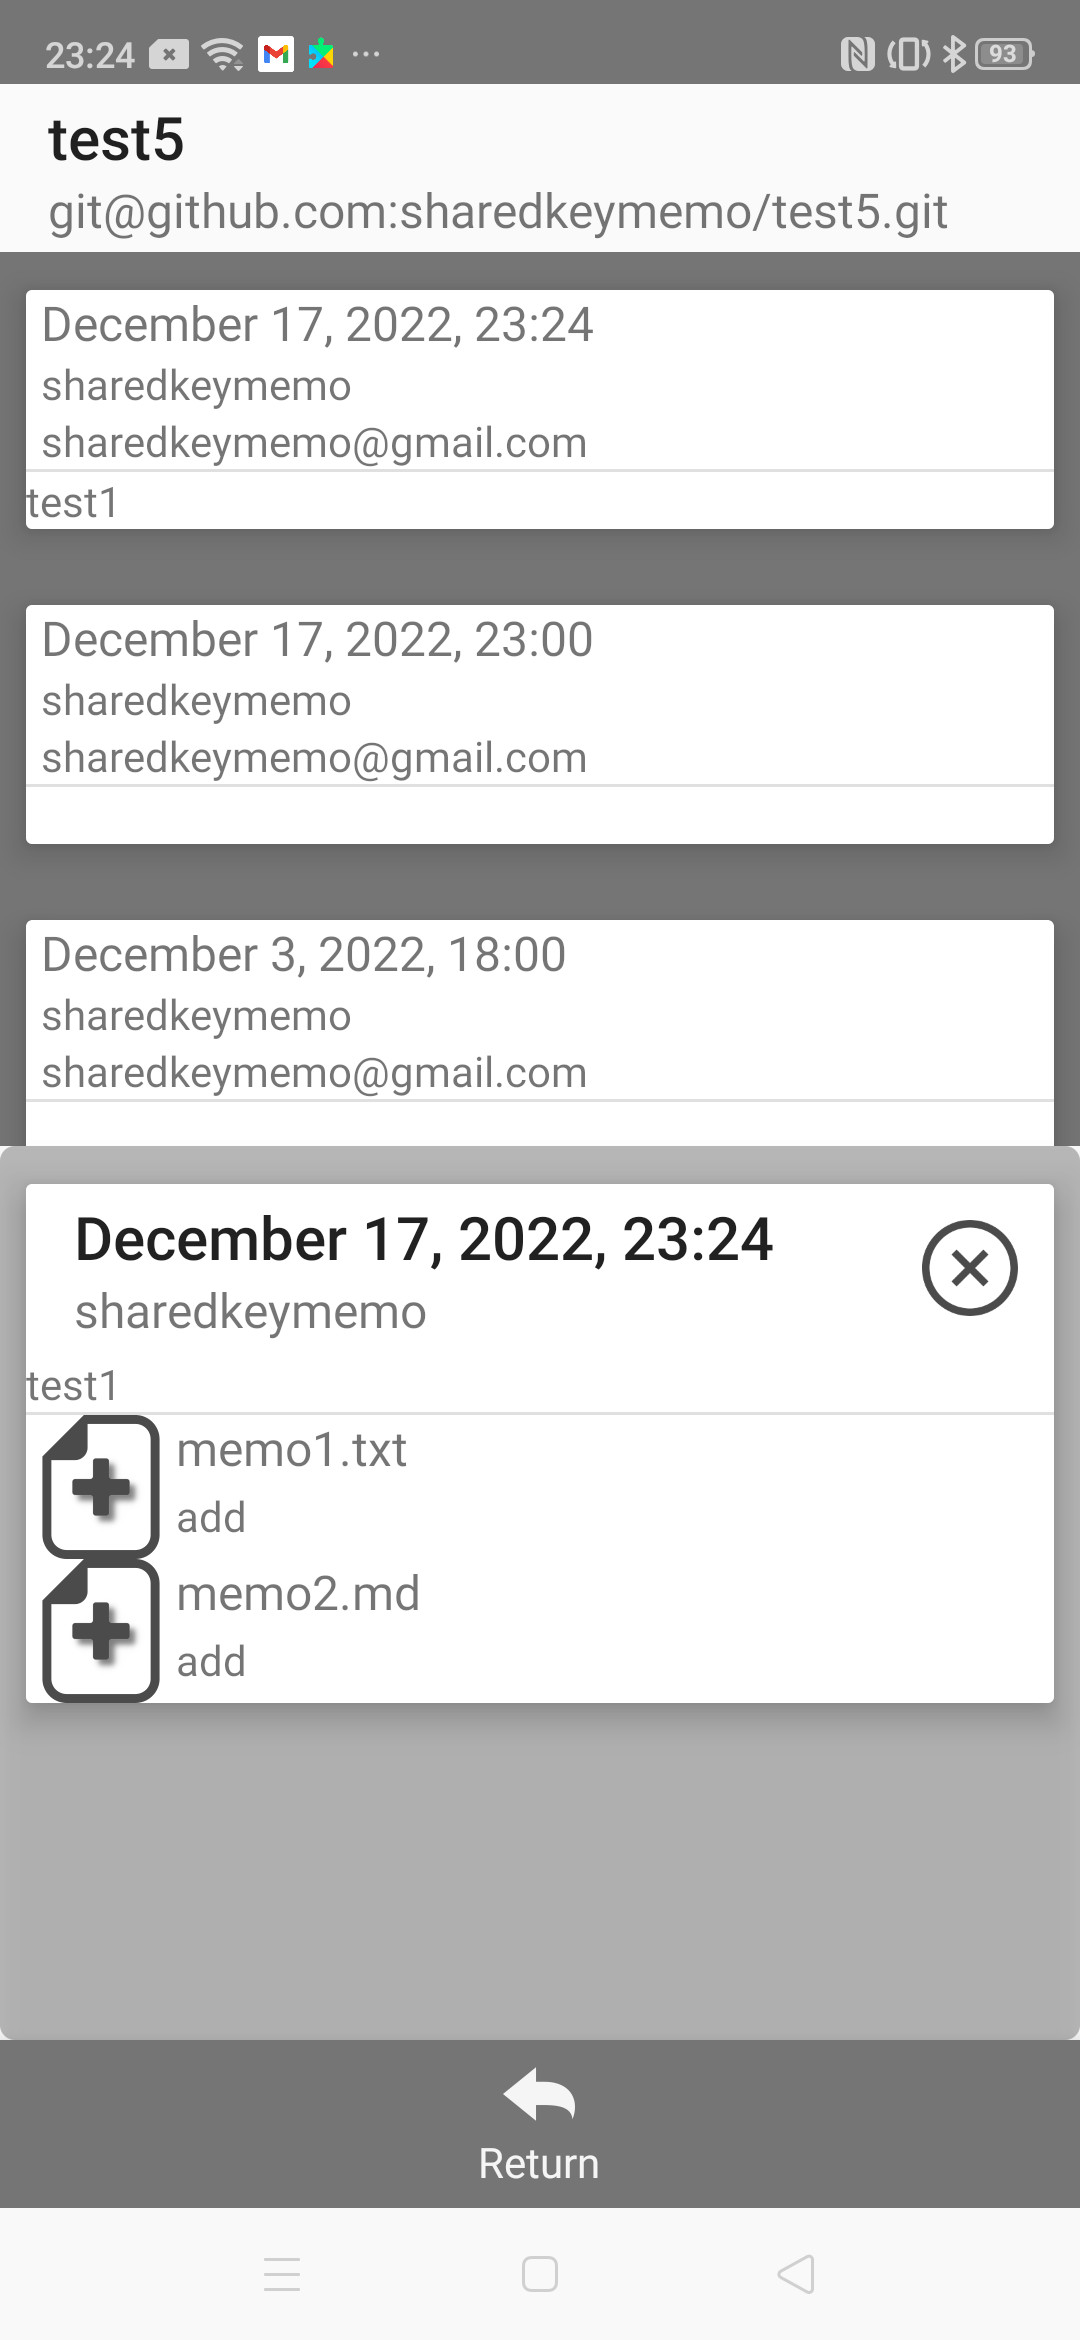 23:24
93
test5
git@github.com:sharedkeymemo/test5.git
December 17, 2022, 23:24
sharedkeymemo
sharedkeymemo@gmail.com
test1
December 17, 2022, 23:00
sharedkeymemo
sharedkeymemo@gmail.com
December 3, 2022, 18:00
sharedkeymemo
sharedkeymemo@gmail.com
December 17, 2022, 23:24
sharedkeymemo
test1
memo1.txt
add
memo2.md
add
Return